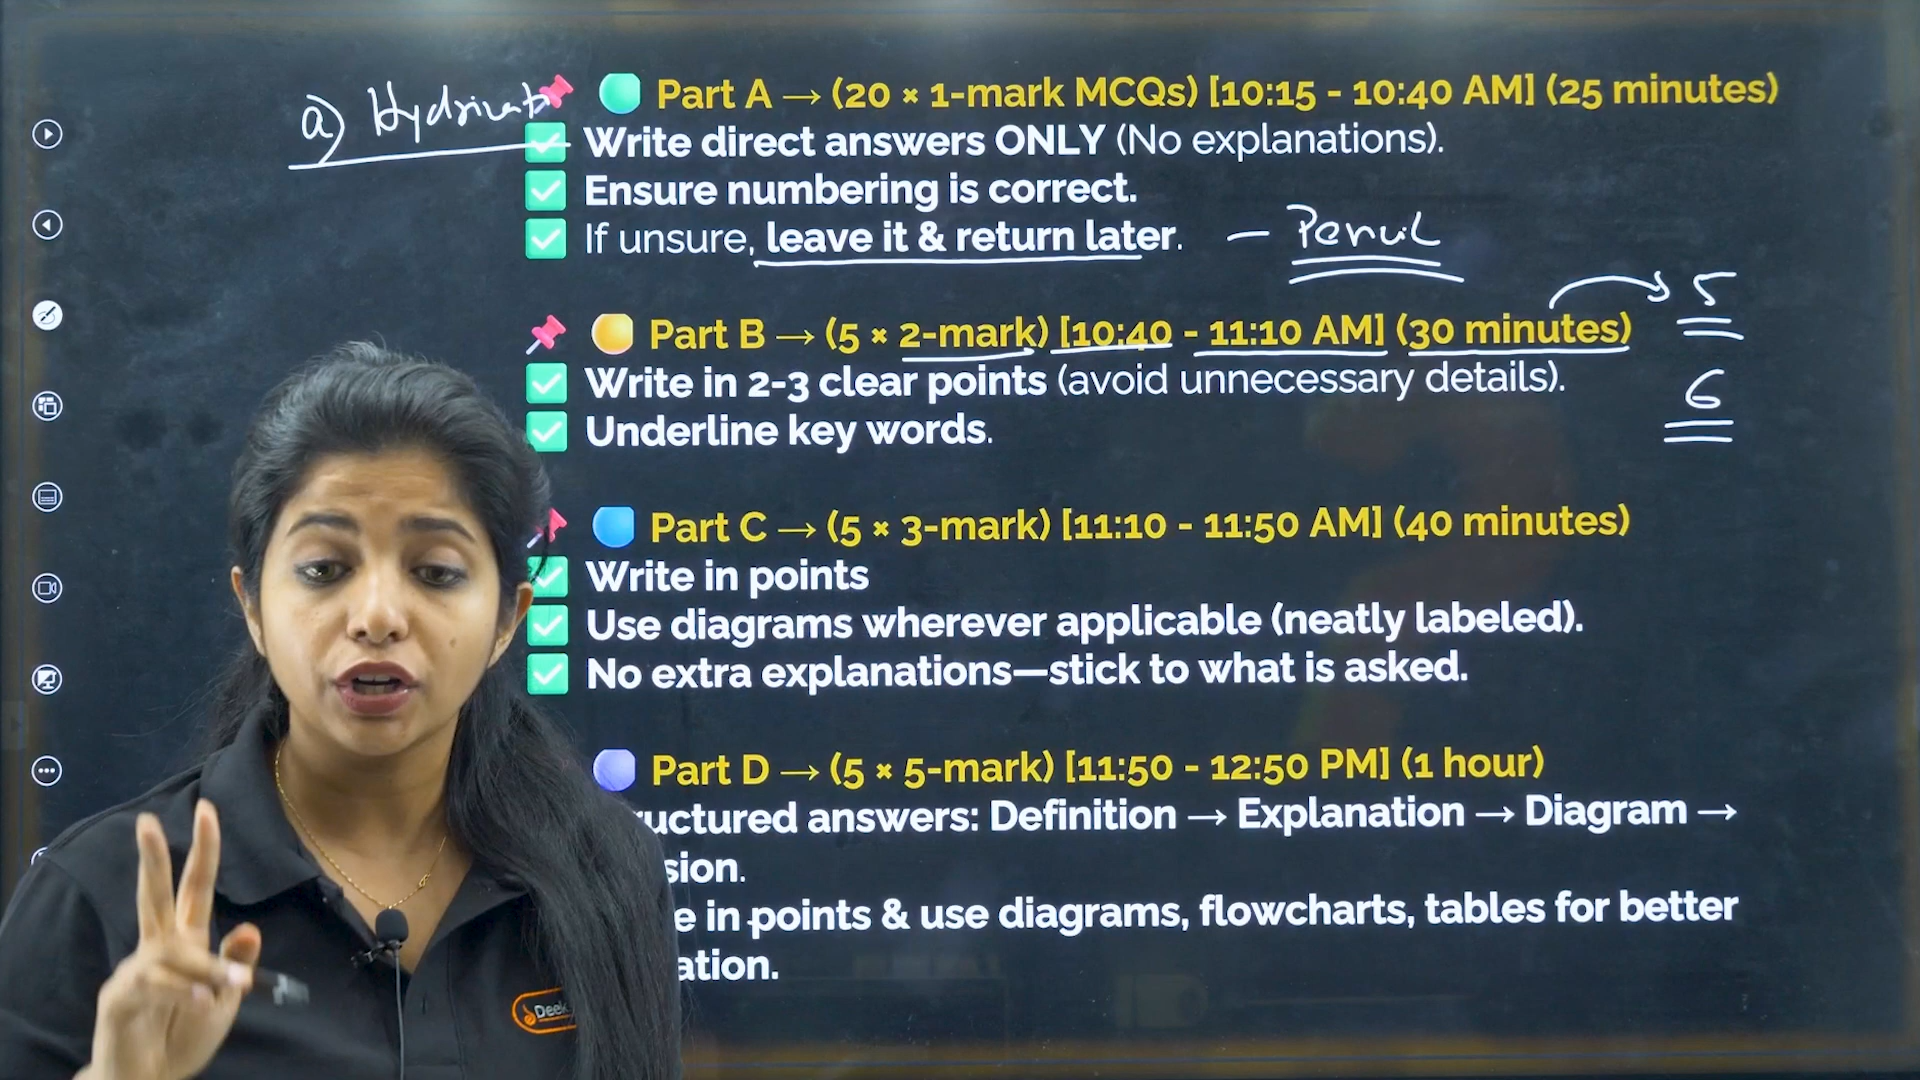 a)
Part A → (20 × 1-mark MCQs) [10:15 - 10:40 AM] (25 minutes)
Write direct answers ONLY (No explanations).
Ensure numbering is correct.
If unsure, leave it & return later. – Pencil
5
Part B → (5 × 2-mark) [10:40 - 11:10 AM] (30 minutes)
Write in 2-3 clear points (avoid unnecessary details).
6
Underline key words.
Part C → (5 × 3-mark) [11:10 - 11:50 AM] (40 minutes)
Write in points
Use diagrams wherever applicable (neatly labeled).
No extra explanations—stick to what is asked.
Part D → (5 × 5-mark) [11:50 - 12:50 PM] (1 hour)
answers: Definition → Explanation → Diagram →
in points & use diagrams, flowcharts, tables for better